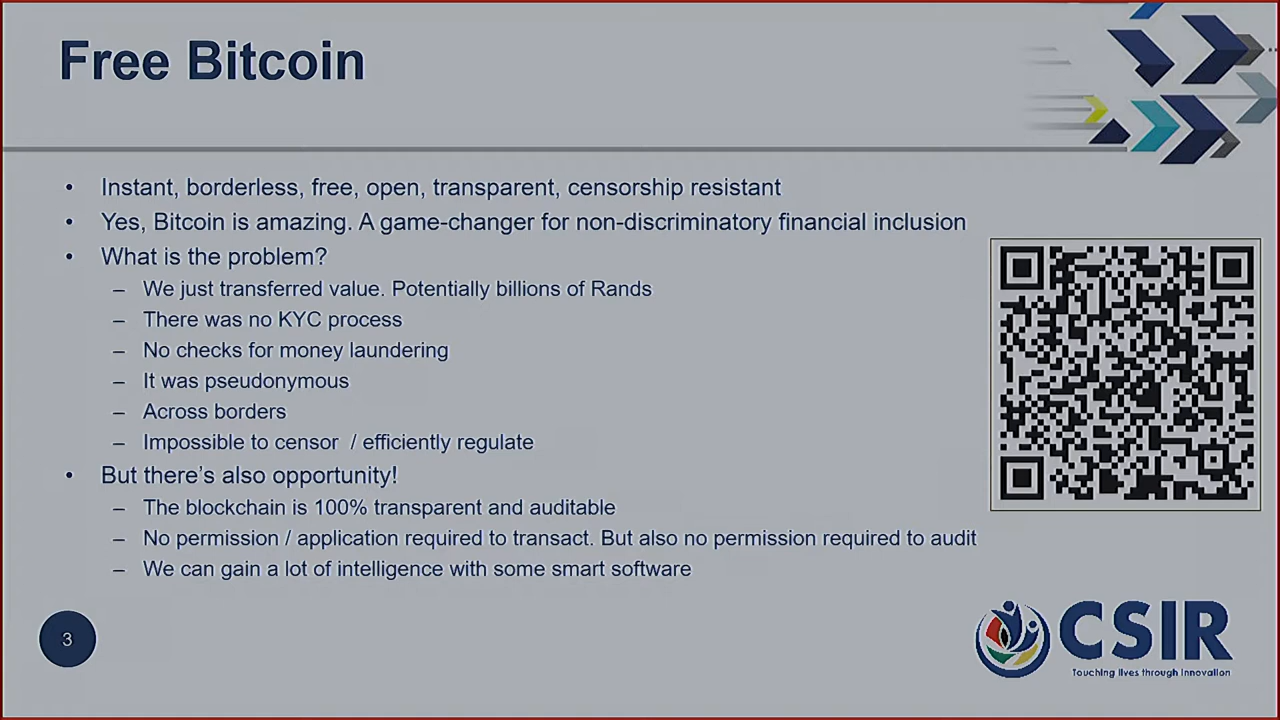 Free Bitcoin
• Instant, borderless, free, open, transparent, censorship resistant
• Yes, Bitcoin is amazing. A game-changer for non-discriminatory financial inclusion
• What is the problem?
– We just transferred value. Potentially billions of Rands
– There was no KYC process
– No checks for money laundering
– It was pseudonymous
– Across borders
– Impossible to censor / efficiently regulate
• But there's also opportunity!
– The blockchain is 100% transparent and auditable
– No permission / application required to transact. But also no permission required to audit
– We can gain a lot of intelligence with some smart software
3
CSIR
Touching lives through innovation